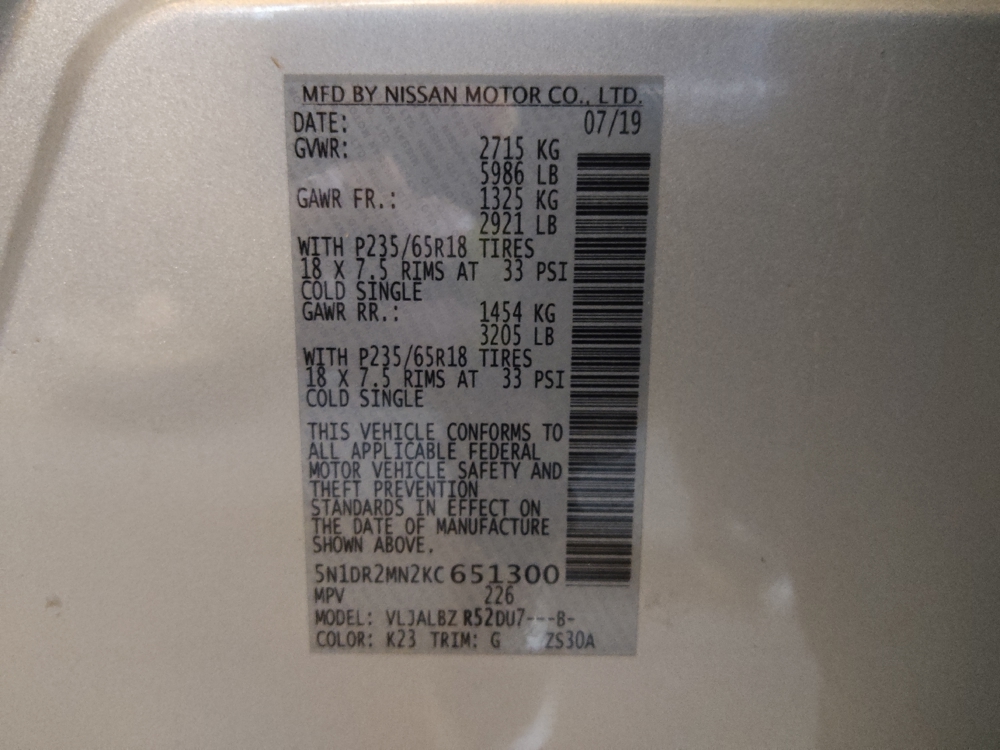 MFD BY NISSAN MOTOR CO., LTD.
DATE: 07/19
GVWR: 2715 KG
5986 LB
GAWR FR.: 1325 KG
2921 LB
WITH P235/65R18 TIRES
18 X 7.5 RIMS AT 33 PSI
COLD SINGLE
GAWR RR.: 1454 KG
3205 LB
WITH P235/65R18 TIRES
18 X 7.5 RIMS AT 33 PSI
COLD SINGLE
THIS VEHICLE CONFORMS TO
ALL APPLICABLE FEDERAL
MOTOR VEHICLE SAFETY AND
THEFT PREVENTION
STANDARDS IN EFFECT ON
THE DATE OF MANUFACTURE
SHOWN ABOVE.
5N1DR2MN2KC651300
MPV 226
MODEL: VLJALBZ R52DU7---B-
COLOR: K23 TRIM: G ZS30A